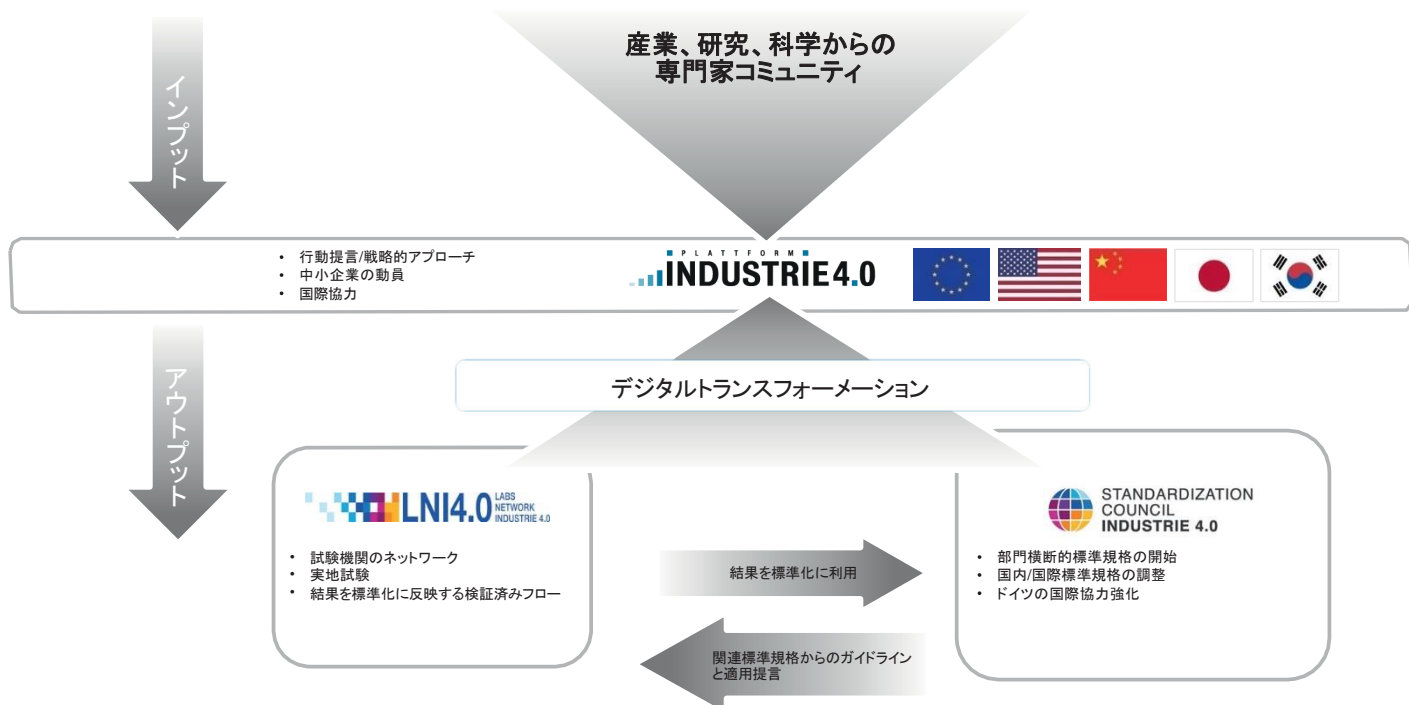 産業、研究、科学からの
専門家コミュニティ
インプット
• 行動提言/戦略的アプローチ
• 中小企業の動員
• 国際協力
PLATTFORM
INDUSTRIE4.0
デジタルトランスフォーメーション
アウトプット
LNI4.0
LABS
NETWORK
INDUSTRIE 4.0
• 試験機関のネットワーク
• 実地試験
• 結果を標準化に反映する検証済みフロー
結果を標準化に利用
関連標準規格からのガイドライン
と適用提言
STANDARDIZATION
COUNCIL
INDUSTRIE 4.0
• 部門横断的標準規格の開始
• 国内/国際標準規格の調整
• ドイツの国際協力強化